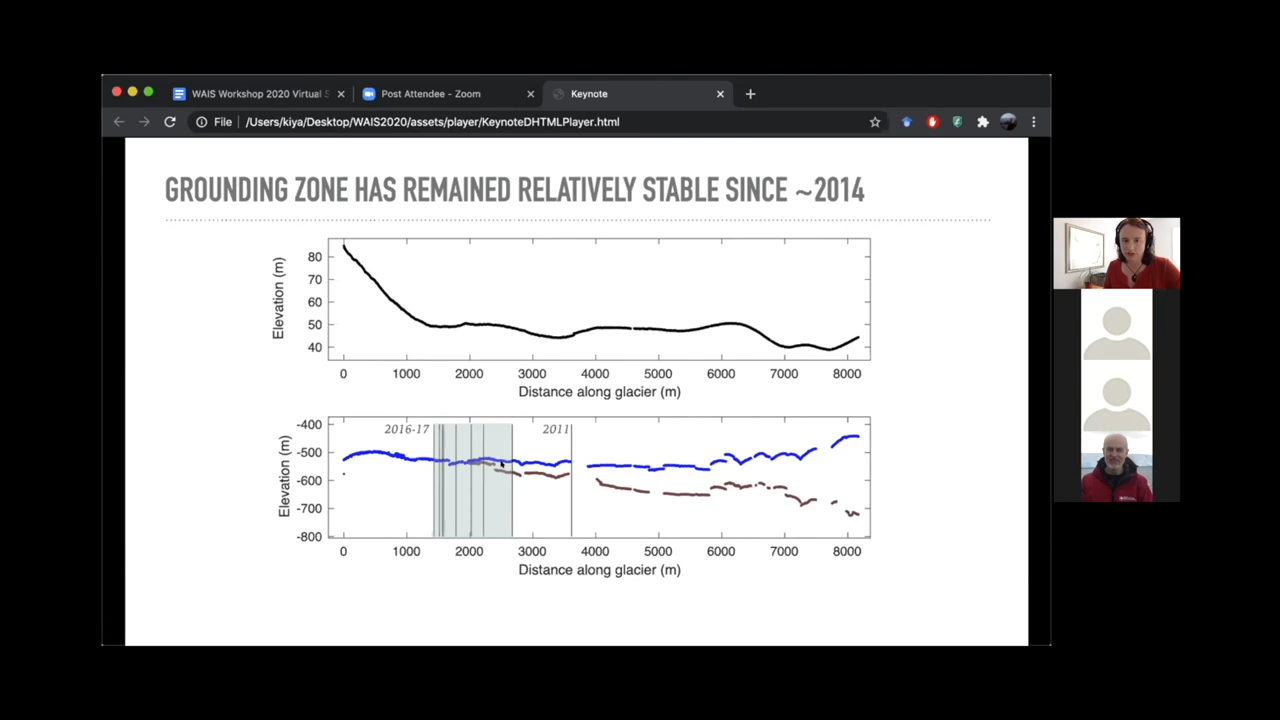 WAIS Workshop 2020 Virtual S
Post Attendee - Zoom
Keynote
File
/Users/kiya/Desktop/WAIS2020/assets/player/KeynoteDHTMLPlayer.html
GROUNDING ZONE HAS REMAINED RELATIVELY STABLE SINCE ~2014
Elevation (m)
80
70
60
50
40
0 1000 2000 3000 4000 5000 6000 7000 8000
Distance along glacier (m)
Elevation (m)
-400
-500
-600
-700
-800
2016-17
2011
0 1000 2000 3000 4000 5000 6000 7000 8000
Distance along glacier (m)